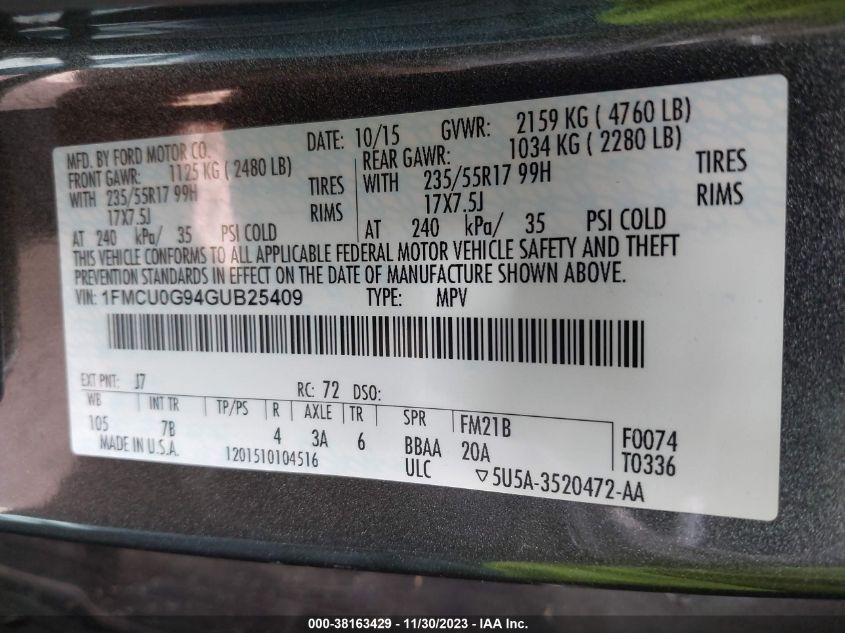 MFD. BY FORD MOTOR CO.
DATE: 10/15 GVWR: 2159 KG ( 4760 LB)
FRONT GAWR: 1125 KG ( 2480 LB) REAR GAWR: 1034 KG ( 2280 LB)
WITH 235/55R17 99H TIRES WITH 235/55R17 99H TIRES
17X7.5J RIMS 17X7.5J RIMS
AT 240 kPa/ 35 PSI COLD AT 240 kPa/ 35 PSI COLD
THIS VEHICLE CONFORMS TO ALL APPLICABLE FEDERAL MOTOR VEHICLE SAFETY AND THEFT
PREVENTION STANDARDS IN EFFECT ON THE DATE OF MANUFACTURE SHOWN ABOVE.
VIN: 1FMCU0G94GUB25409 TYPE: MPV
EXT PNT: J7 RC: 72 DSO:
WB INT TR TP/PS R AXLE TR SPR FM21B F0074
105 7B 4 3A 6 BBAA 20A T0336
MADE IN U.S.A. 1201510104516 ULC ▽5U5A-3520472-AA
000-38163429 - 11/30/2023 - IAA Inc.